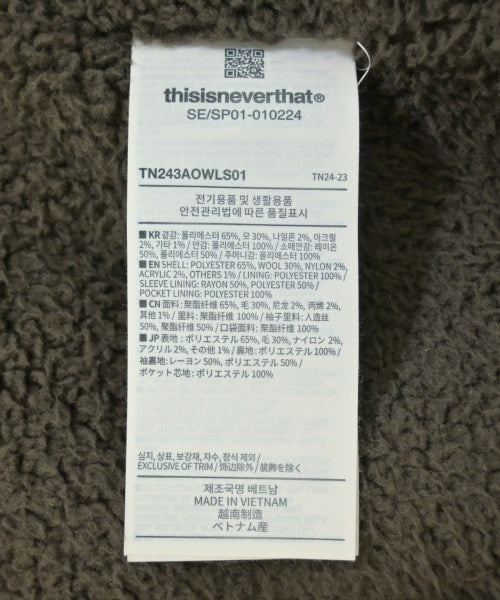 thisisneverthat®
SE/SP01-010224
TN243AOWLS01 TN24-23
전기용품 및 생활용품
안전관리법에 따른 품질표시
■ KR 겉감: 폴리에스터 65%, 모 30%, 나일론 2%, 아크릴
2%, 기타 1% / 안감: 폴리에스터 100% / 소매안감: 레이온
50%, 폴리에스터 50% / 주머니감: 폴리에스터 100%
■ EN SHELL: POLYESTER 65%, WOOL 30%, NYLON 2%,
ACRYLIC 2%, OTHERS 1% / LINING: POLYESTER 100% /
SLEEVE LINING: RAYON 50%, POLYESTER 50% /
POCKET LINING: POLYESTER 100%
■ CN 面料: 聚酯纤维 65%, 毛 30%, 尼龙 2%, 丙烯 2%,
其他 1% / 里料: 聚酯纤维 100% / 袖子里料: 人造丝
50%, 聚酯纤维 50% / 口袋面料: 聚酯纤维 100%
■ JP 表地 : ポリエステル 65%, 毛 30%, ナイロン 2%,
アクリル 2%, その他 1% / 裏地 : ポリエステル 100% /
袖裏地 : レーヨン 50%, ポリエステル 50% /
ポケット芯地 : ポリエステル 100%
심지, 상표, 보강재, 자수, 장식 제외 /
EXCLUSIVE OF TRIM / 饰边除外 / 装飾を除く
제조국명 베트남
MADE IN VIETNAM
越南制造
ベトナム産